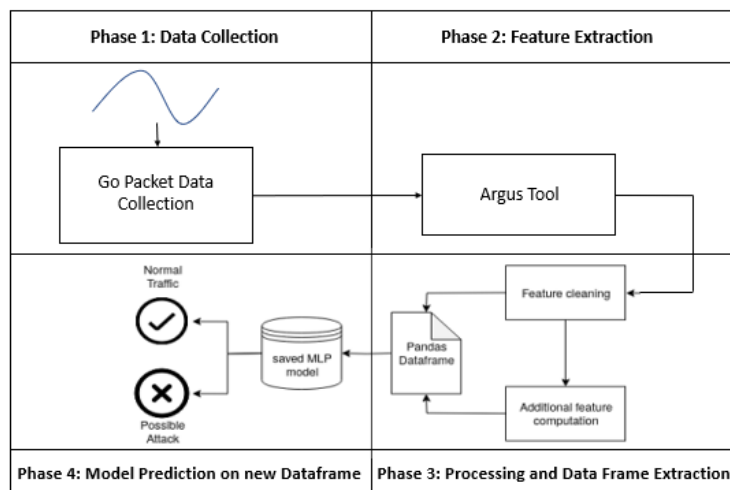 Phase 1: Data Collection
Phase 2: Feature Extraction
Go Packet Data
Collection
Argus Tool
Normal
Traffic
Possible
Attack
saved MLP
model
Pandas
Dataframe
Feature cleaning
Additional feature
computation
Phase 4: Model Prediction on new Dataframe
Phase 3: Processing and Data Frame Extraction